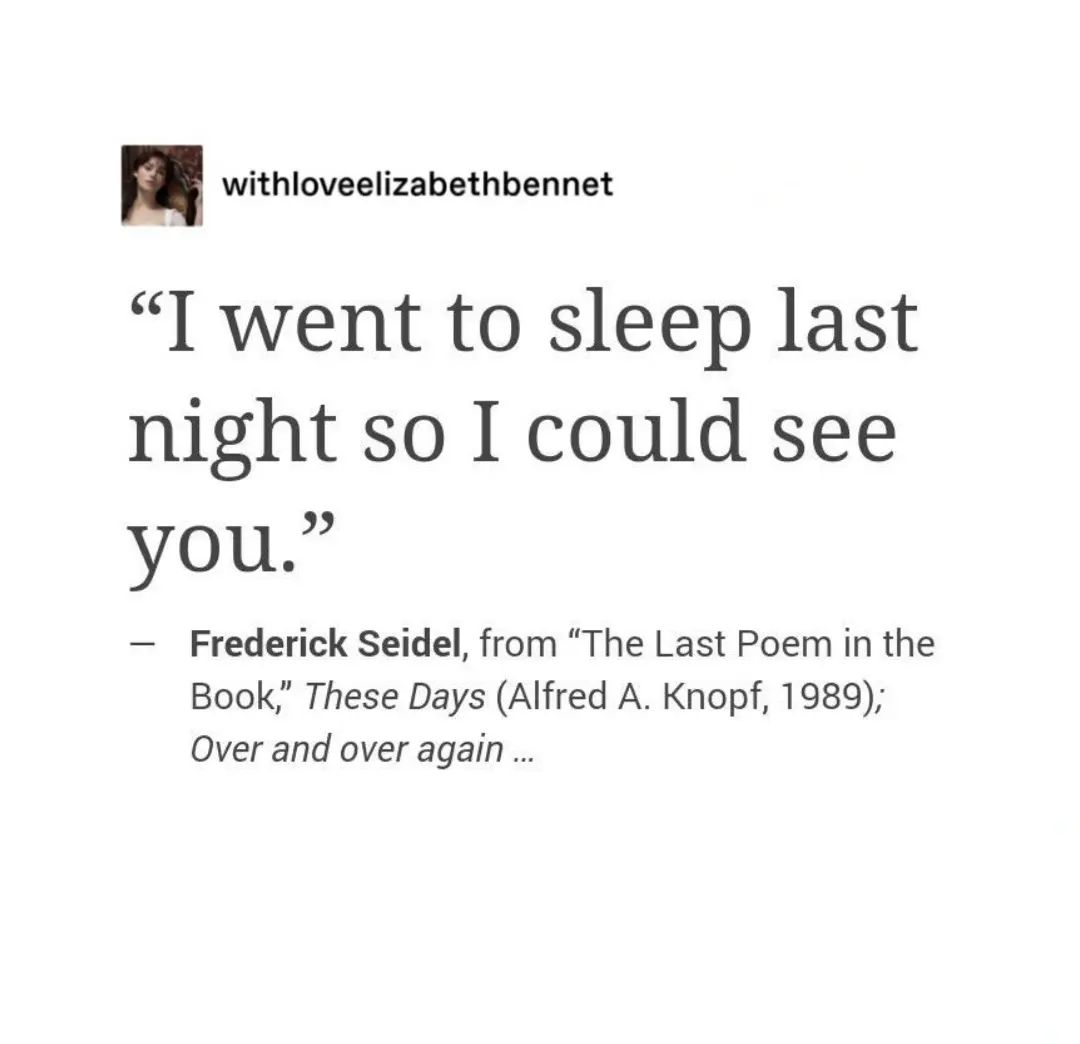 withloveelizabethbennet
“I went to sleep last
night so I could see
you.”
— Frederick Seidel, from “The Last Poem in the
Book,” These Days (Alfred A. Knopf, 1989);
Over and over again ...